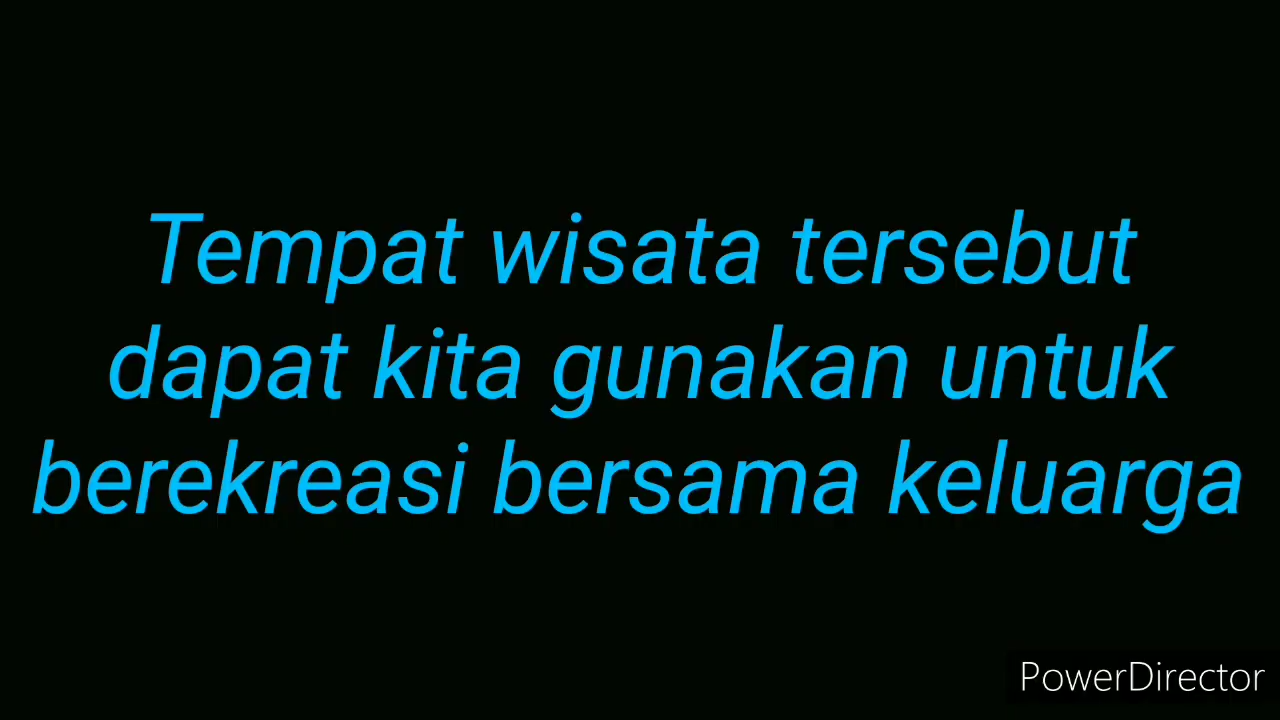 Tempat wisata tersebut
dapat kita gunakan untuk
berekreasi bersama keluarga
PowerDirector